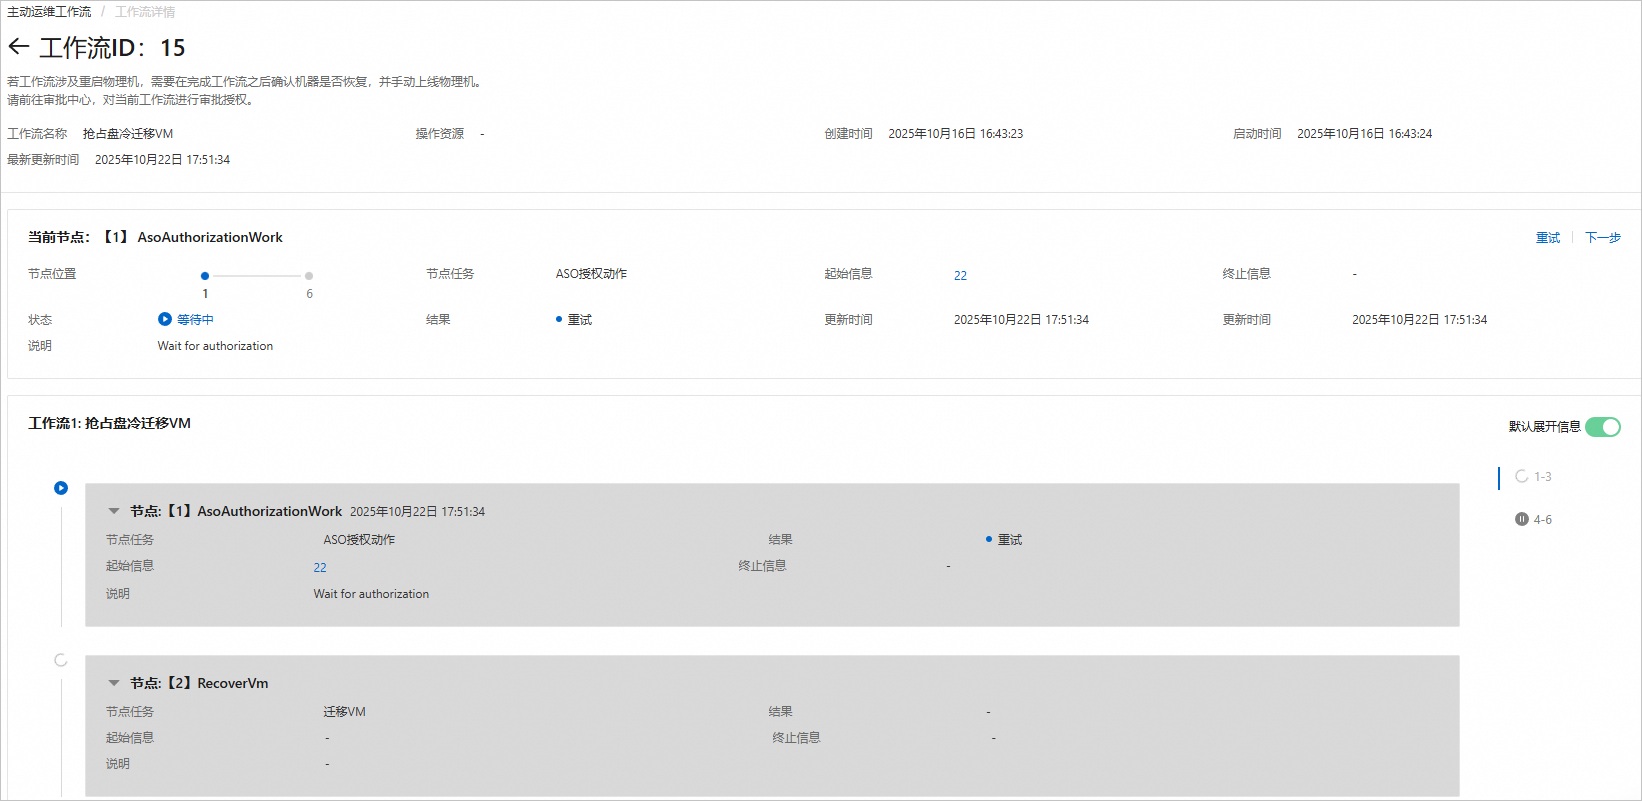 主动运维工作流 / 工作流详情
工作流ID：15
若工作流涉及重启物理机，需要在完成工作流之后确认机器是否恢复，并手动上线物理机。
请前往审批中心，对当前工作流进行审批授权。
工作流名称 抢占盘冷迁移VM 操作资源 - 创建时间 2025年10月16日 16:43:23 启动时间 2025年10月16日 16:43:24
最新更新时间 2025年10月22日 17:51:34
当前节点：【1】 AsoAuthorizationWork 重试 下一步
节点位置 1 6 节点任务 ASO授权动作 起始信息 22 终止信息 -
状态 等待中 结果 重试 更新时间 2025年10月22日 17:51:34 更新时间 2025年10月22日 17:51:34
说明 Wait for authorization
工作流1: 抢占盘冷迁移VM 默认展开信息
1-3
4-6
节点:【1】AsoAuthorizationWork 2025年10月22日 17:51:34
节点任务 ASO授权动作 结果 重试
起始信息 22 终止信息 -
说明 Wait for authorization
节点:【2】RecoverVm
节点任务 迁移VM 结果 -
起始信息 - 终止信息 -
说明 -